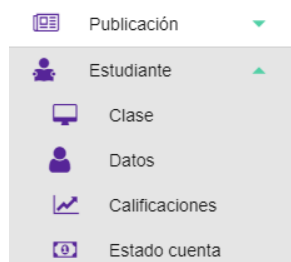 Publicación
Estudiante
Clase
Datos
Calificaciones
Estado cuenta